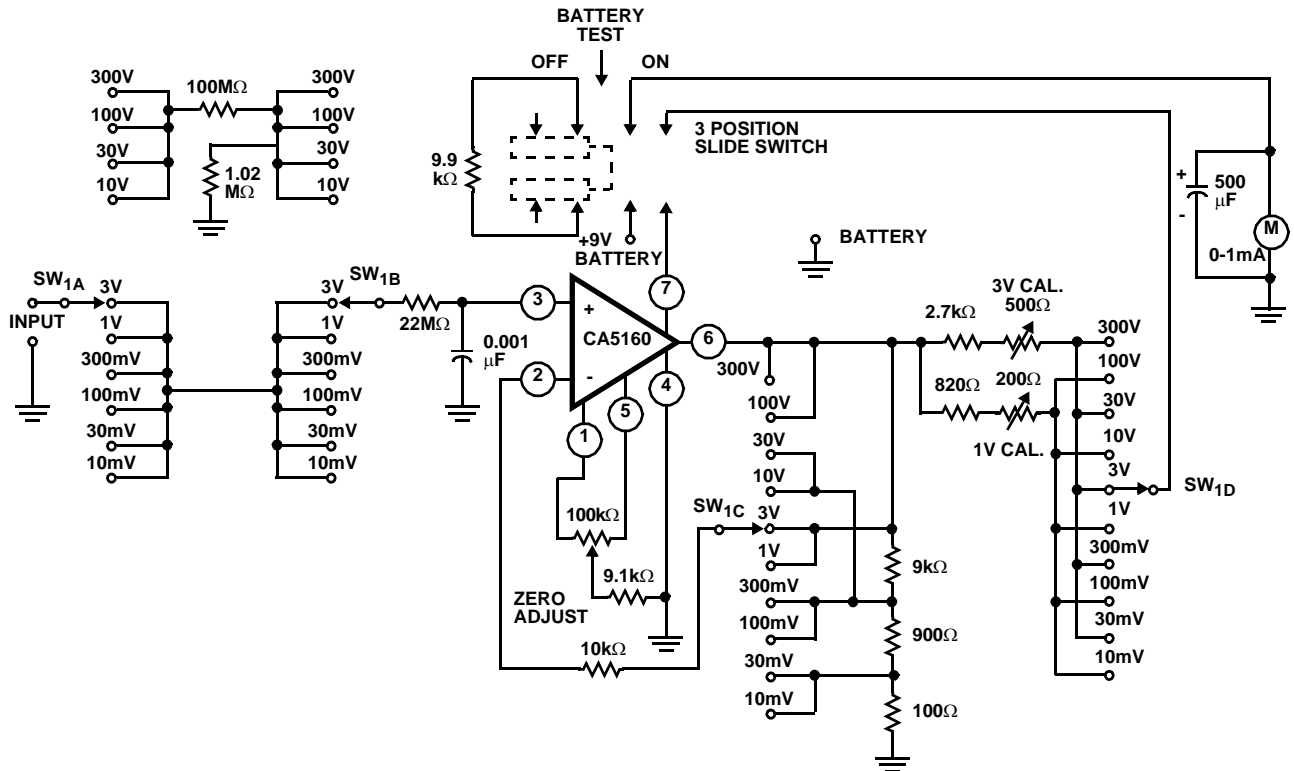 BATTERY
TEST
OFF
ON
300V
100V
30V
10V
100MΩ
1.02
MΩ
300V
100V
30V
10V
9.9
kΩ
3 POSITION
SLIDE SWITCH
+
500
μF
-
M
0-1mA
+9V
BATTERY
BATTERY
SW1A
INPUT
3V
1V
300mV
100mV
30mV
10mV
3V
1V
300mV
100mV
30mV
10mV
SW1B
22MΩ
0.001
μF
3
2
+
-
CA5160
7
6
4
5
1
100kΩ
9.1kΩ
ZERO
ADJUST
10kΩ
SW1C
300V
100V
30V
10V
3V
1V
300mV
100mV
30mV
10mV
9kΩ
900Ω
100Ω
2.7kΩ
3V CAL.
500Ω
820Ω
200Ω
1V CAL.
300V
100V
30V
10V
3V
1V
300mV
100mV
30mV
10mV
SW1D